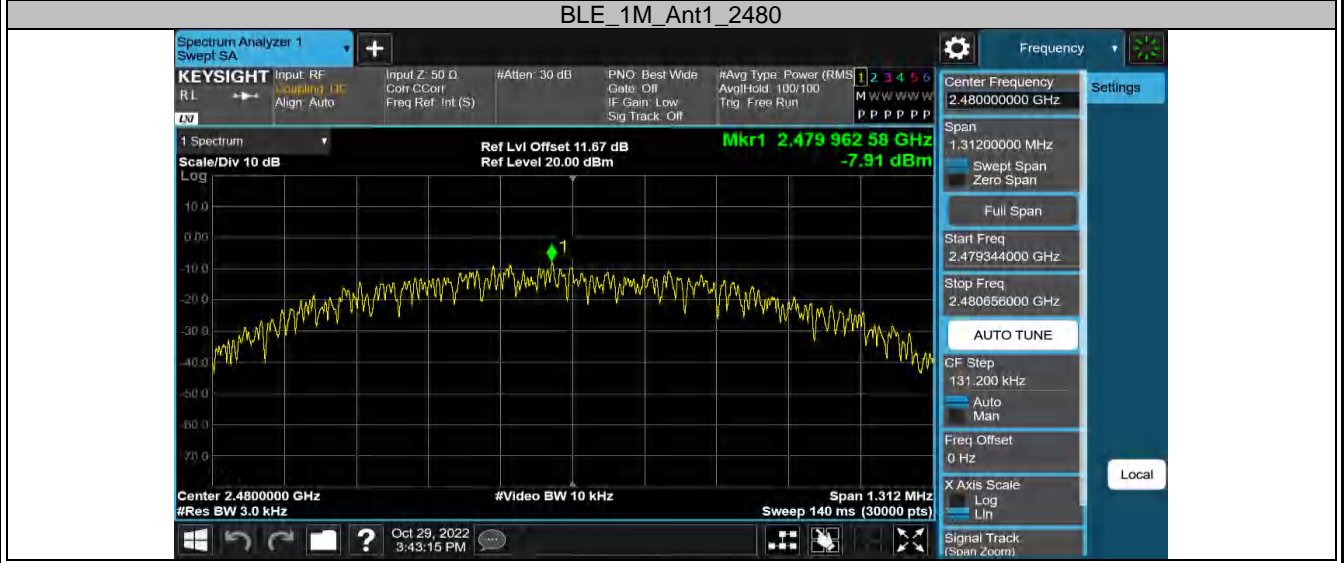 BLE_1M_Ant1_2480
Spectrum Analyzer 1
Swept SA
Frequency
KEYSIGHT
RL
LXI
Input: RF
Coupling: DC
Align: Auto
Input Z: 50 Ω
Corr CCorr
Freq Ref: Int (S)
#Atten: 30 dB
PNO: Best Wide
Gate: Off
IF Gain: Low
Sig Track: Off
#Avg Type: Power (RMS
Avg|Hold: 100/100
Trig: Free Run
1 2 3 4 5 6
M W W W W W
P P P P P P
1 Spectrum
Scale/Div 10 dB
Log
Ref Lvl Offset 11.67 dB
Ref Level 20.00 dBm
Mkr1 2.479 962 58 GHz
-7.91 dBm
10.0
0.00
-10.0
-20.0
-30.0
-40.0
-50.0
-60.0
-70.0
1
Center 2.4800000 GHz
#Res BW 3.0 kHz
#Video BW 10 kHz
Span 1.312 MHz
Sweep 140 ms (30000 pts)
Oct 29, 2022
3:43:15 PM
Center Frequency
2.480000000 GHz
Settings
Span
1.31200000 MHz
Swept Span
Zero Span
Full Span
Start Freq
2.479344000 GHz
Stop Freq
2.480656000 GHz
AUTO TUNE
CF Step
131.200 kHz
Auto
Man
Freq Offset
0 Hz
X Axis Scale
Log
Lin
Local
Signal Track
(Span Zoom)